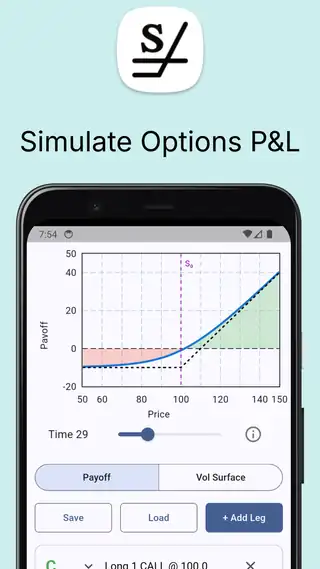 S
Simulate Options P&L
7:54
50
40
20
0
-20
Payoff
S₀
50 60 80 100 120 140 150
Price
Time 29
Payoff
Vol Surface
Save
Load
+ Add Leg
C
Long 1 CALL @ 100.0